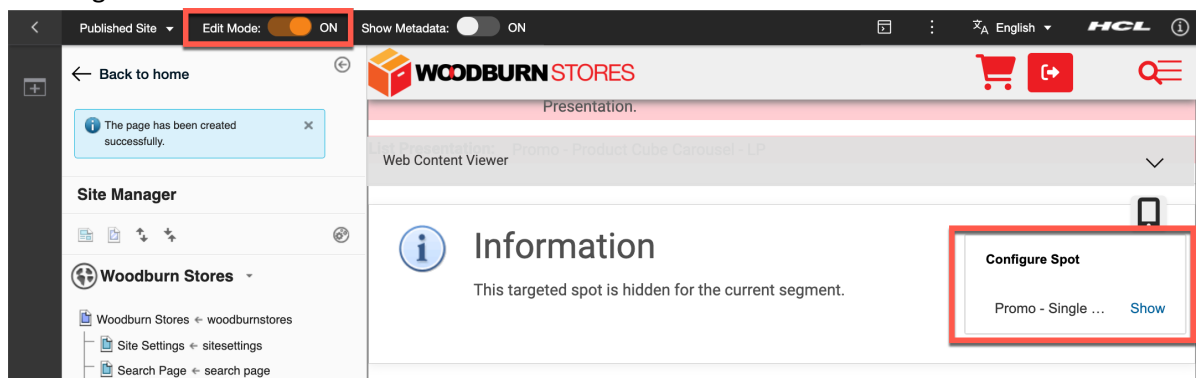 Published Site
Edit Mode: ON
Show Metadata: ON
English
HCL
← Back to home
The page has been created
successfully.
Site Manager
Woodburn Stores
Woodburn Stores ← woodburnstores
Site Settings ← sitesettings
Search Page ← search page
WOODBURN STORES
Presentation.
List Presentation: Promo - Product Cube Carousel - LP
Web Content Viewer
Information
This targeted spot is hidden for the current segment.
Configure Spot
Promo - Single ... Show